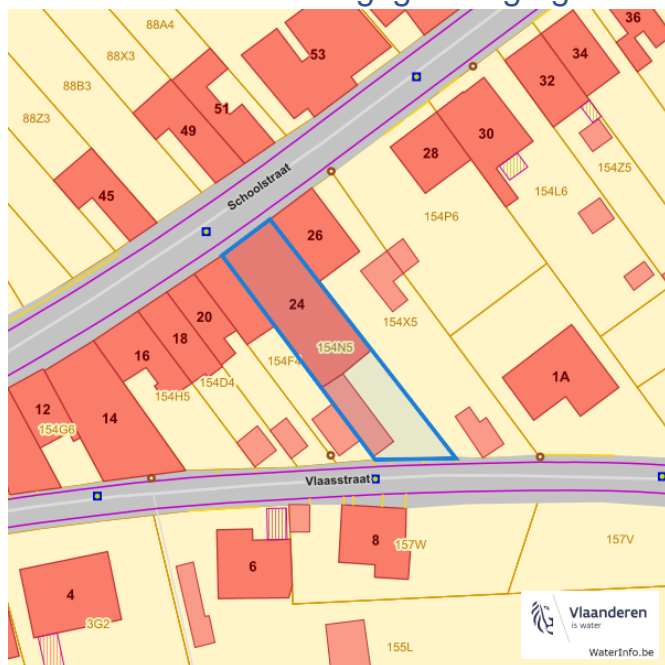 88A4
88X3
88B3
88Z3
53
51
49
45
36
34
32
30
28
154Z5
154L6
154P6
Schoolstraat
26
24
20
18
16
14
12
154X5
154N5
154F4
154D4
154H5
154G6
1A
Vlaasstraat
8
157W
157V
6
4
3G2
155L
Vlaanderen
is water
WaterInfo.be